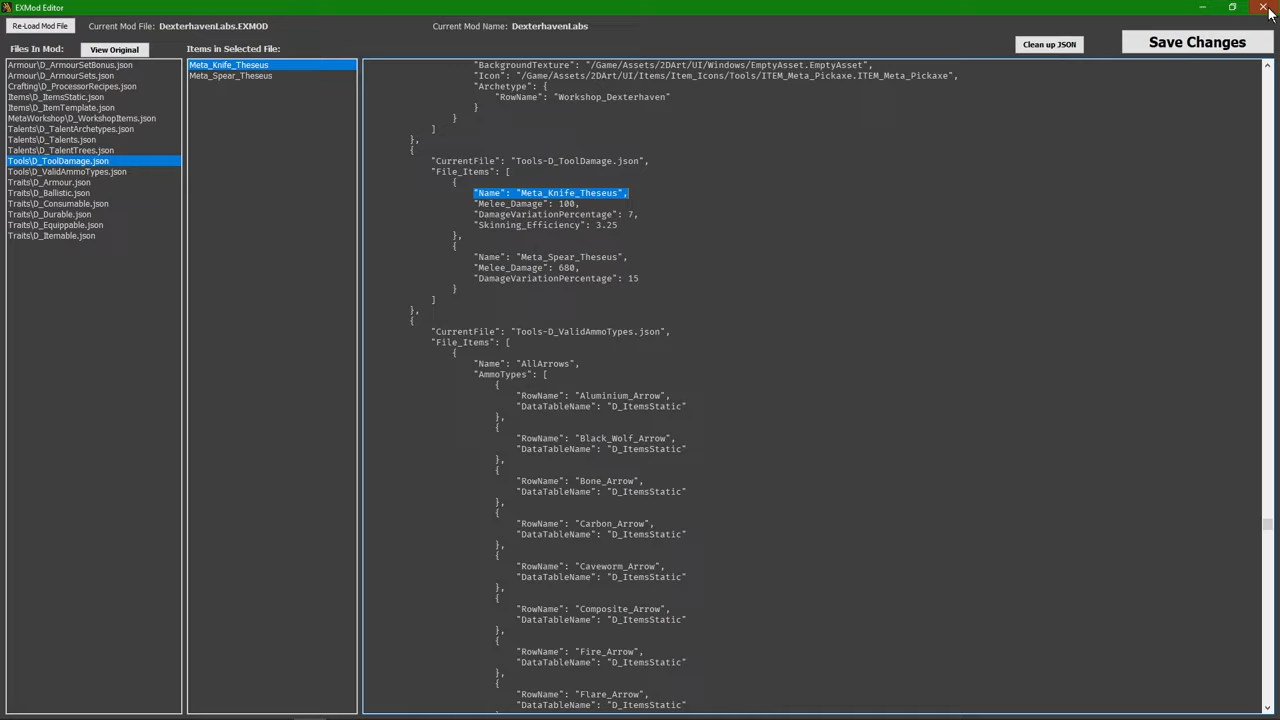 EXMod Editor
Re-Load Mod File
Current Mod File: DexterhavenLabs.EXMOD
Current Mod Name: DexterhavenLabs
Files In Mod:
View Original
Items in Selected File:
Clean up JSON
Save Changes
Armour\D_ArmourSetBonus.json
Armour\D_ArmourSets.json
Crafting\D_ProcessorRecipes.json
Items\D_ItemsStatic.json
Items\D_ItemTemplate.json
MetaWorkshop\D_WorkshopItems.json
Talents\D_TalentArchetypes.json
Talents\D_Talents.json
Talents\D_TalentTrees.json
Tools\D_ToolDamage.json
Tools\D_ValidAmmoTypes.json
Traits\D_Armour.json
Traits\D_Ballistic.json
Traits\D_Consumable.json
Traits\D_Durable.json
Traits\D_Equippable.json
Traits\D_Itemable.json
Meta_Knife_Theseus
Meta_Spear_Theseus
"BackgroundTexture": "/Game/Assets/2DArt/UI/Windows/EmptyAsset.EmptyAsset",
"Icon": "/Game/Assets/2DArt/UI/Items/Item_Icons/Tools/ITEM_Meta_Pickaxe.ITEM_Meta_Pickaxe",
"Archetype": {
"RowName": "Workshop_Dexterhaven"
}
}
]
},
{
"CurrentFile": "Tools-D_ToolDamage.json",
"File_Items": [
{
"Name": "Meta_Knife_Theseus",
"Melee_Damage": 100,
"DamageVariationPercentage": 7,
"Skinning_Efficiency": 3.25
},
{
"Name": "Meta_Spear_Theseus",
"Melee_Damage": 680,
"DamageVariationPercentage": 15
}
]
},
{
"CurrentFile": "Tools-D_ValidAmmoTypes.json",
"File_Items": [
{
"Name": "AllArrows",
"AmmoTypes": [
{
"RowName": "Aluminium_Arrow",
"DataTableName": "D_ItemsStatic"
},
{
"RowName": "Black_Wolf_Arrow",
"DataTableName": "D_ItemsStatic"
},
{
"RowName": "Bone_Arrow",
"DataTableName": "D_ItemsStatic"
},
{
"RowName": "Carbon_Arrow",
"DataTableName": "D_ItemsStatic"
},
{
"RowName": "Caveworm_Arrow",
"DataTableName": "D_ItemsStatic"
},
{
"RowName": "Composite_Arrow",
"DataTableName": "D_ItemsStatic"
},
{
"RowName": "Fire_Arrow",
"DataTableName": "D_ItemsStatic"
},
{
"RowName": "Flare_Arrow",
"DataTableName": "D_ItemsStatic"